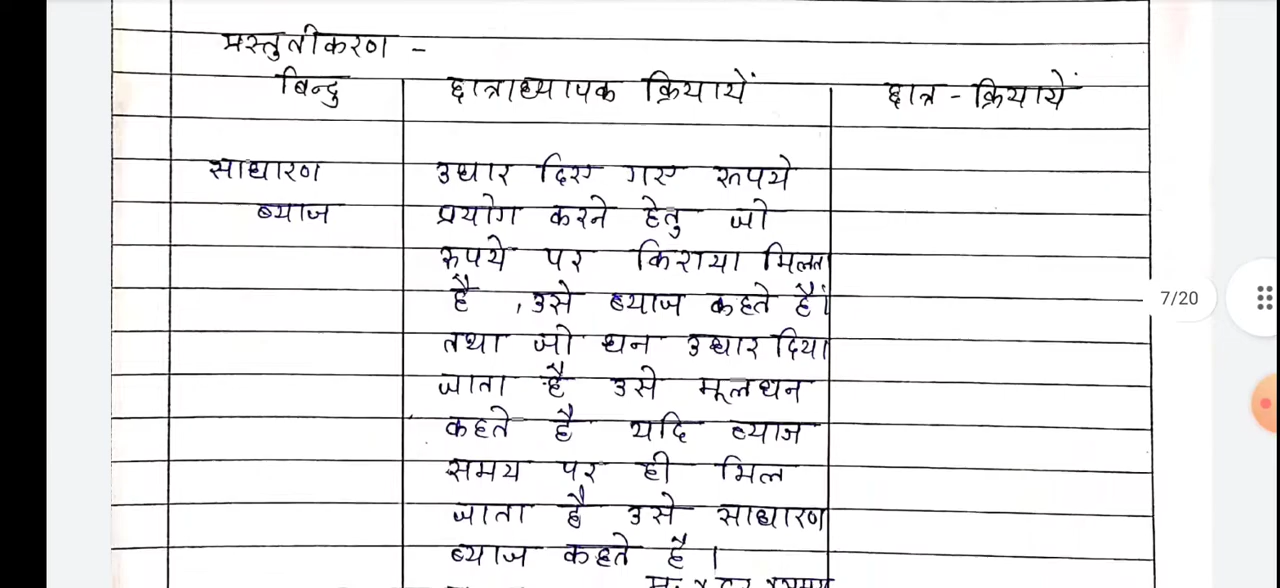 प्रस्तुतीकरण -
बिन्दु छात्राध्यापक क्रियायें छात्र - क्रियायें
साधारण उधार दिए गए रुपये
ब्याज प्रयोग करने हेतु जो
रुपये पर किराया मिलता
है , उसे ब्याज कहते हैं।
तथा जो धन उधार दिया
जाता है उसे मूलधन
कहते है यदि ब्याज
समय पर ही मिल
जाता है उसे साधारण
ब्याज कहते है ।
7/20